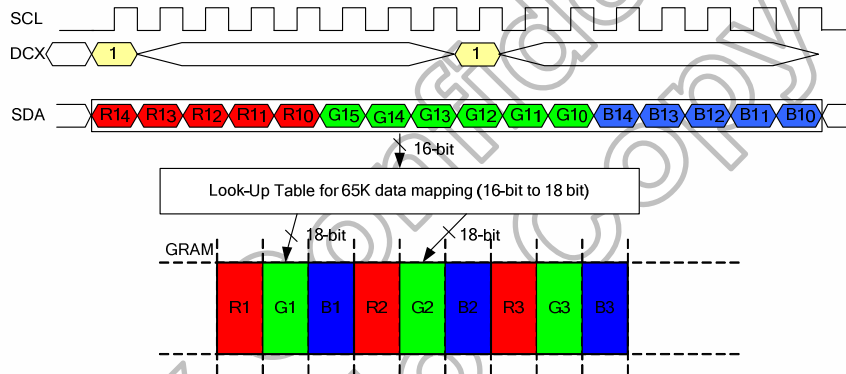 SCL
DCX 1 1
SDA R14 R13 R12 R11 R10 G15 G14 G13 G12 G11 G10 B14 B13 B12 B11 B10
16-bit
Look-Up Table for 65K data mapping (16-bit to 18 bit)
18-bit 18-bit
GRAM
R1 G1 B1 R2 G2 B2 R3 G3 B3
Copy